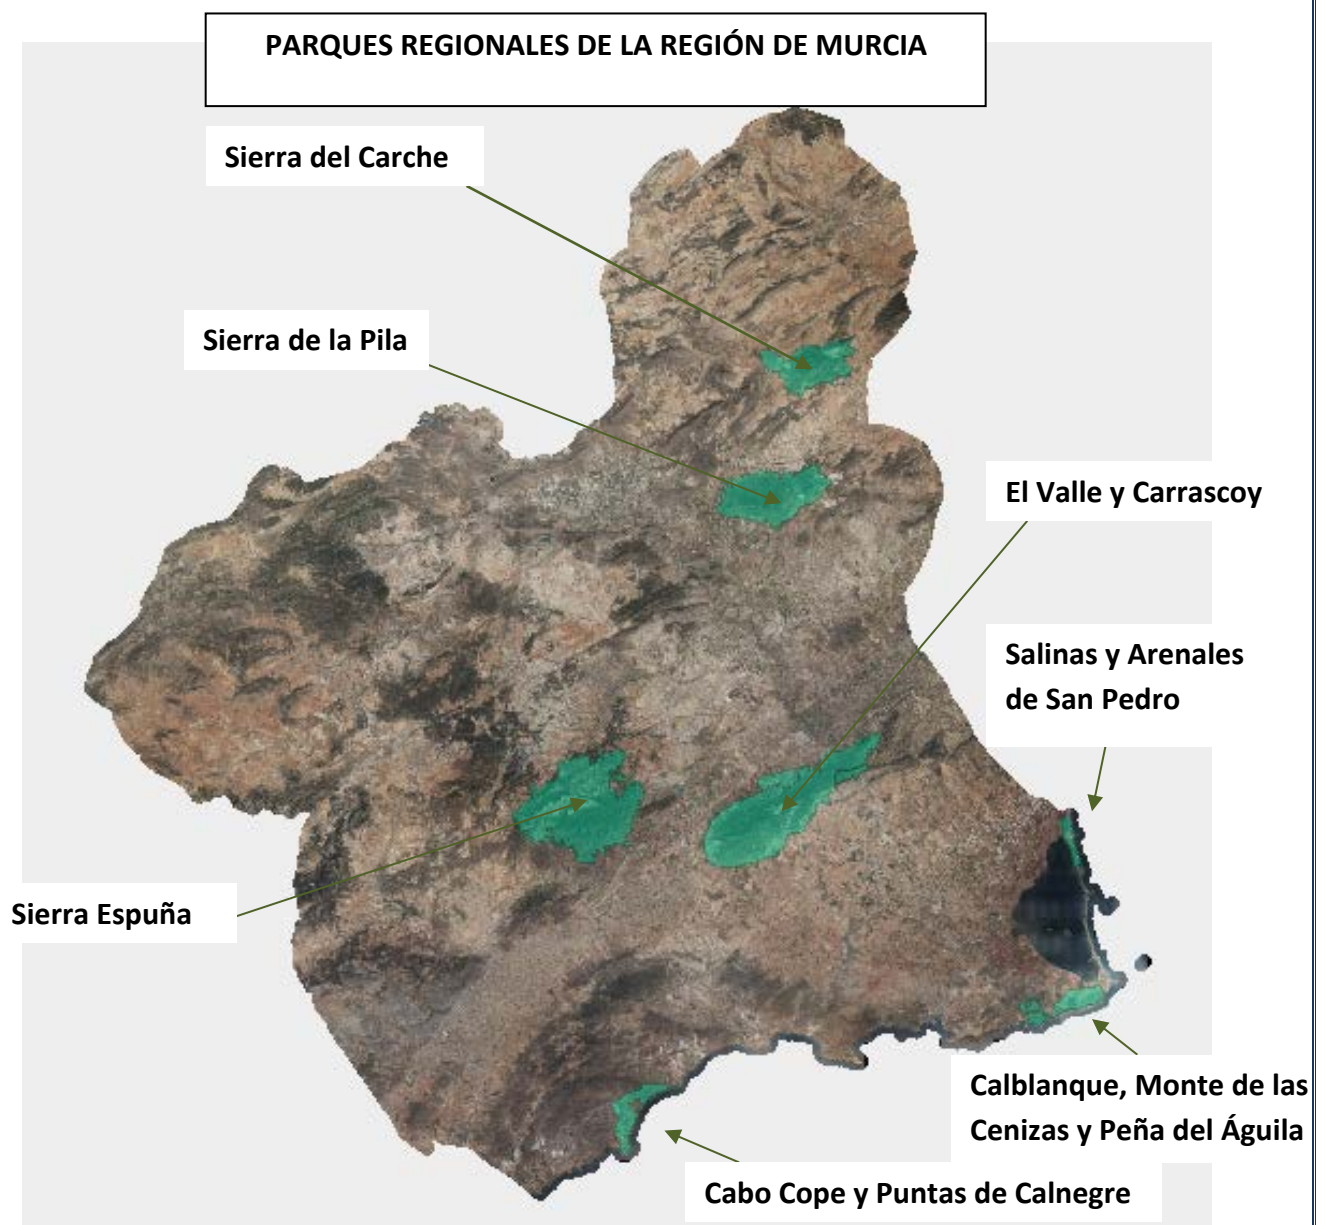 PARQUES REGIONALES DE LA REGIÓN DE MURCIA
Sierra del Carche
Sierra de la Pila
El Valle y Carrascoy
Salinas y Arenales
de San Pedro
Sierra Espuña
Calblanque, Monte de las
Cenizas y Peña del Águila
Cabo Cope y Puntas de Calnegre